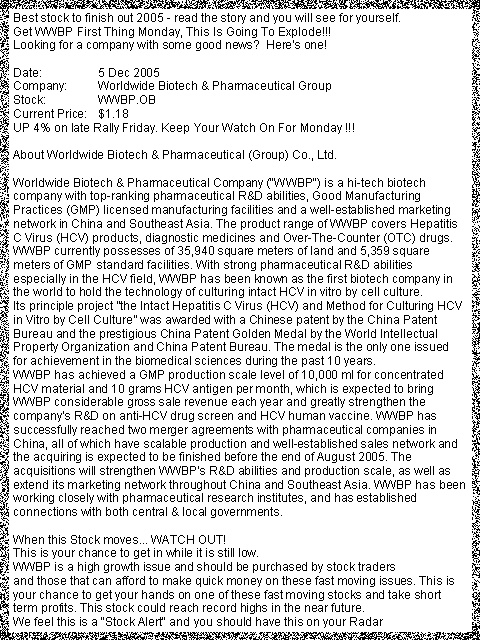 Best stock to finish out 2005 - read the story and you will see for yourself.
Get WWBP First Thing Monday, This Is Going To Explode!!!
Looking for a company with some good news? Here's one!
Date: 5 Dec 2005
Company: Worldwide Biotech & Pharmaceutical Group
Stock: WWBP.OB
Current Price: $1.18
UP 4% on late Rally Friday. Keep Your Watch On For Monday !!!
About Worldwide Biotech & Pharmaceutical (Group) Co., Ltd.
Worldwide Biotech & Pharmaceutical Company ("WWBP") is a hi-tech biotech
company with top-ranking pharmaceutical R&D abilities, Good Manufacturing
Practices (GMP) licensed manufacturing facilities and a well-established marketing
network in China and Southeast Asia. The product range of WWBP covers Hepatitis
C Virus (HCV) products, diagnostic medicines and Over-The-Counter (OTC) drugs.
WWBP currently possesses of 35,940 square meters of land and 5,359 square
meters of GMP standard facilities. With strong pharmaceutical R&D abilities
especially in the HCV field, WWBP has been known as the first biotech company in
the world to hold the technology of culturing intact HCV in vitro by cell culture.
Its principle project "the Intact Hepatitis C Virus (HCV) and Method for Culturing HCV
in Vitro by Cell Culture" was awarded with a Chinese patent by the China Patent
Bureau and the prestigious China Patent Golden Medal by the World Intellectual
Property Organization and China Patent Bureau. The medal is the only one issued
for achievement in the biomedical sciences during the past 10 years.
WWBP has achieved a GMP production scale level of 10,000 ml for concentrated
HCV material and 10 grams HCV antigen per month, which is expected to bring
WWBP considerable gross sale revenue each year and greatly strengthen the
company's R&D on anti-HCV drug screen and HCV human vaccine. WWBP has
successfully reached two merger agreements with pharmaceutical companies in
China, all of which have scalable production and well-established sales network and
the acquiring is expected to be finished before the end of August 2005. The
acquisitions will strengthen WWBP's R&D abilities and production scale, as well as
extend its marketing network throughout China and Southeast Asia. WWBP has been
working closely with pharmaceutical research institutes, and has established
connections with both central & local governments.
When this Stock moves... WATCH OUT!
This is your chance to get in while it is still low.
WWBP is a high growth issue and should be purchased by stock traders
and those that can afford to make quick money on these fast moving issues. This is
your chance to get your hands on one of these fast moving stocks and take short
term profits. This stock could reach record highs in the near future.
We feel this is a "Stock Alert" and you should have this on your Radar